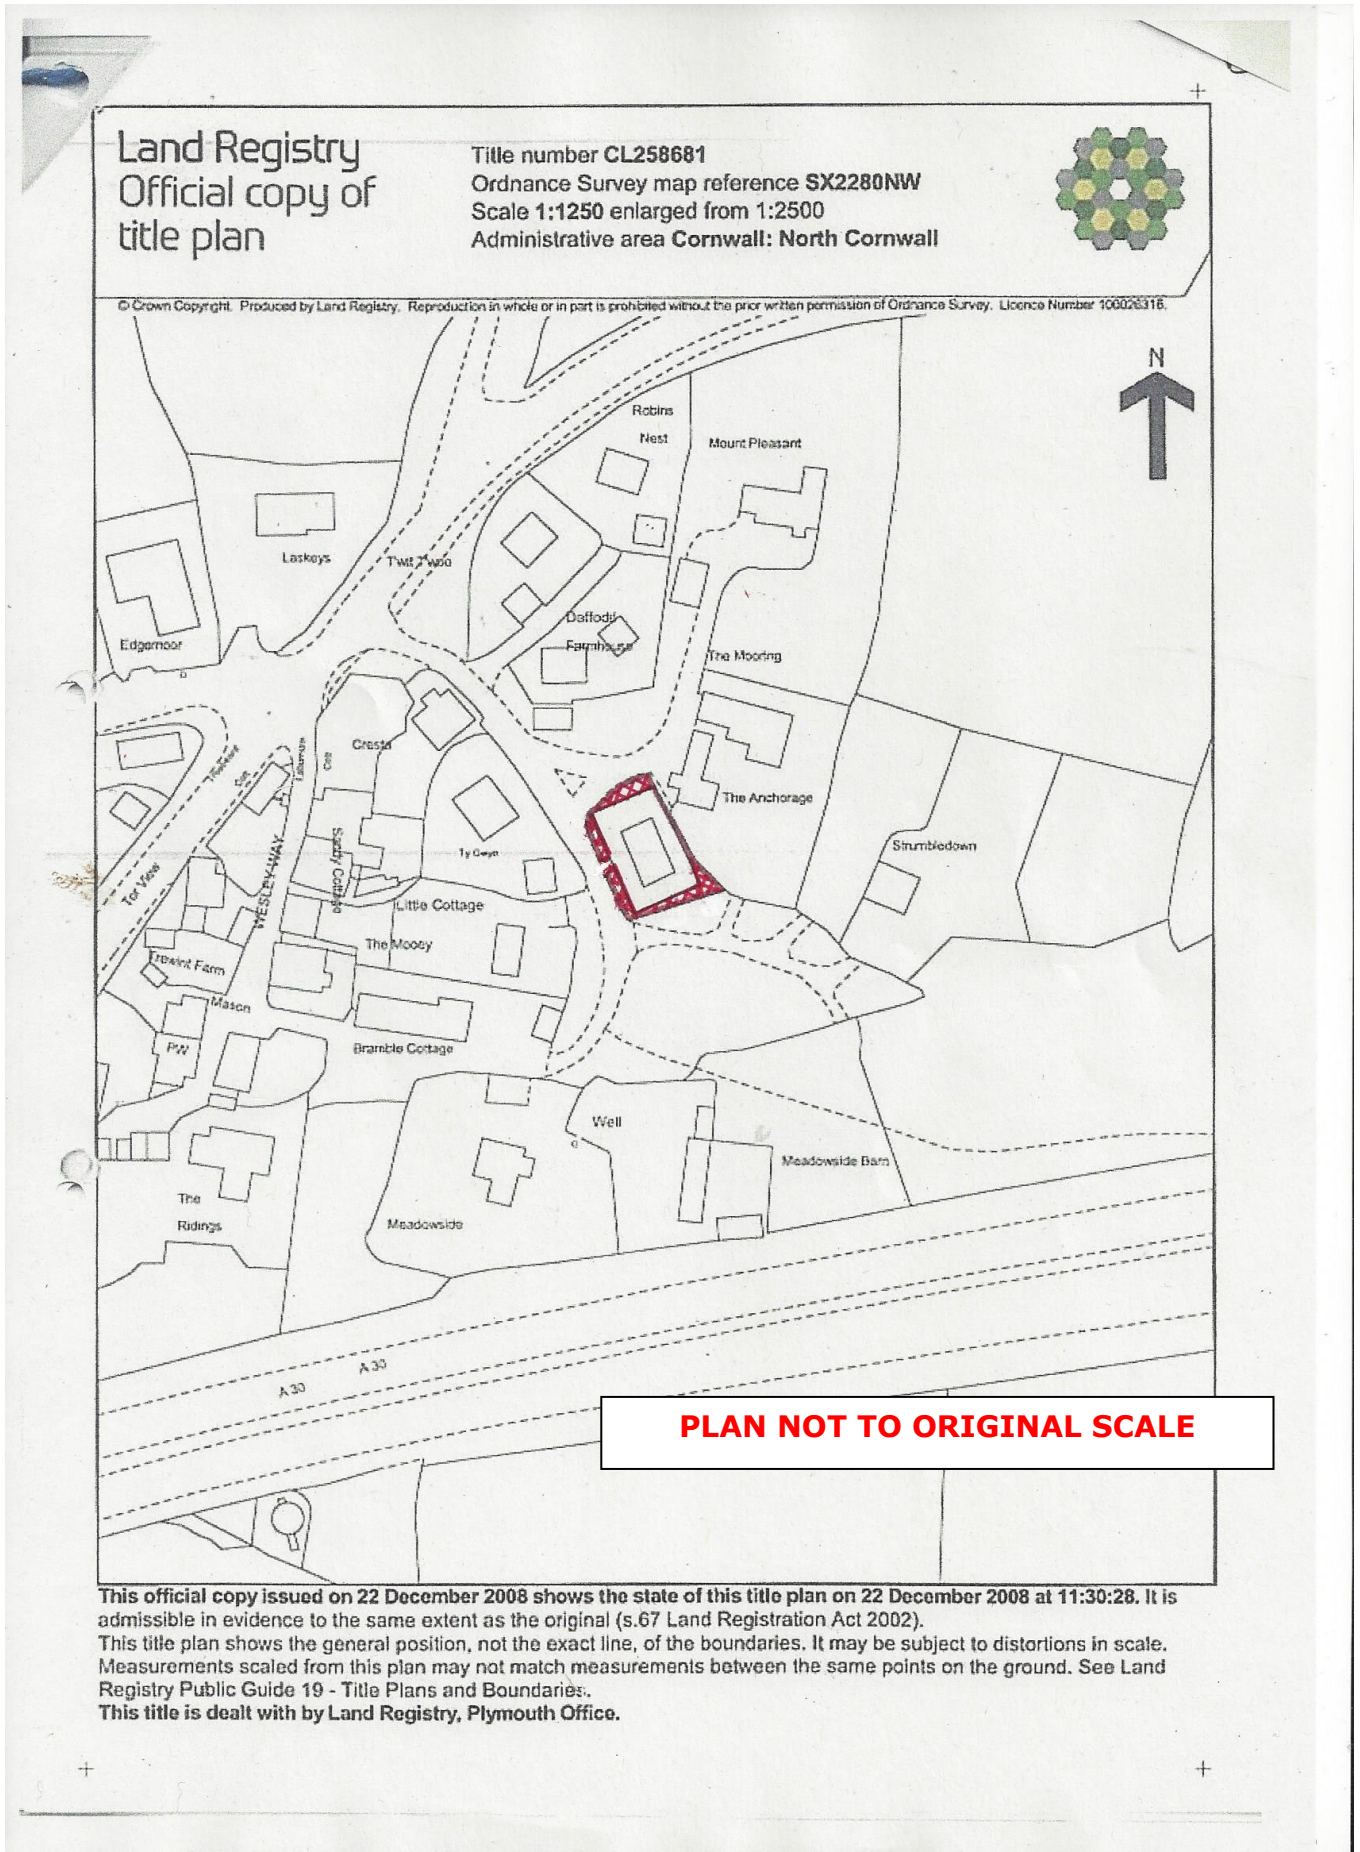 Land Registry
Official copy of
title plan
Title number CL258681
Ordnance Survey map reference SX2280NW
Scale 1:1250 enlarged from 1:2500
Administrative area Cornwall: North Cornwall
© Crown Copyright. Produced by Land Registry. Reproduction in whole or in part is prohibited without the prior written permission of Ordnance Survey. Licence Number 100026316.
N
Robins
Nest
Mount Pleasant
Laskeys
Twit Twoo
Daffodil
Farmhouse
Edgemoor
The Mooring
Cresta
Cott
Cott
The Anchorage
Strumbledown
Ty Gwyn
Tor View
WESLEY WAY
Sandy Cottage
Little Cottage
The Mooey
Trewint Farm
Mason
PW
Bramble Cottage
Well
Meadowside Barn
The
Ridings
Meadowside
A 30
A 30
PLAN NOT TO ORIGINAL SCALE
This official copy issued on 22 December 2008 shows the state of this title plan on 22 December 2008 at 11:30:28. It is
admissible in evidence to the same extent as the original (s.67 Land Registration Act 2002).
This title plan shows the general position, not the exact line, of the boundaries. It may be subject to distortions in scale.
Measurements scaled from this plan may not match measurements between the same points on the ground. See Land
Registry Public Guide 19 - Title Plans and Boundaries.
This title is dealt with by Land Registry, Plymouth Office.